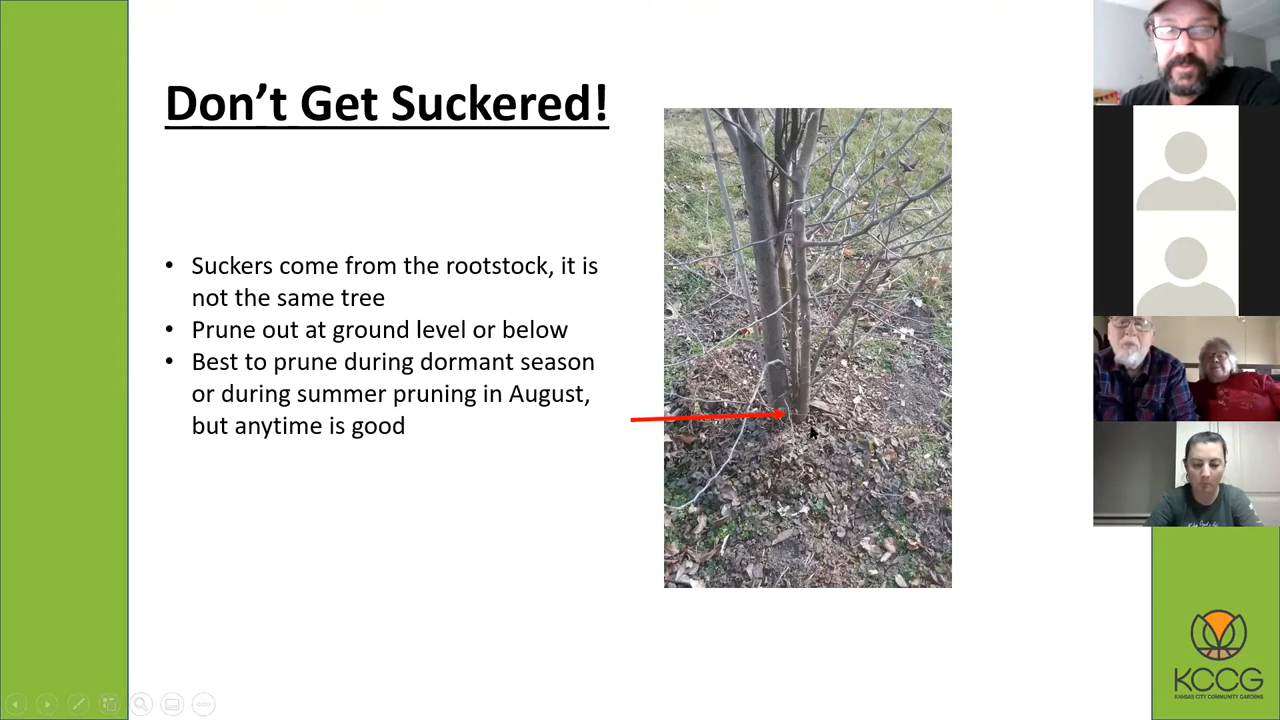 Don't Get Suckered!
• Suckers come from the rootstock, it is
not the same tree
• Prune out at ground level or below
• Best to prune during dormant season
or during summer pruning in August,
but anytime is good
KCCG
KANSAS CITY COMMUNITY GARDENS